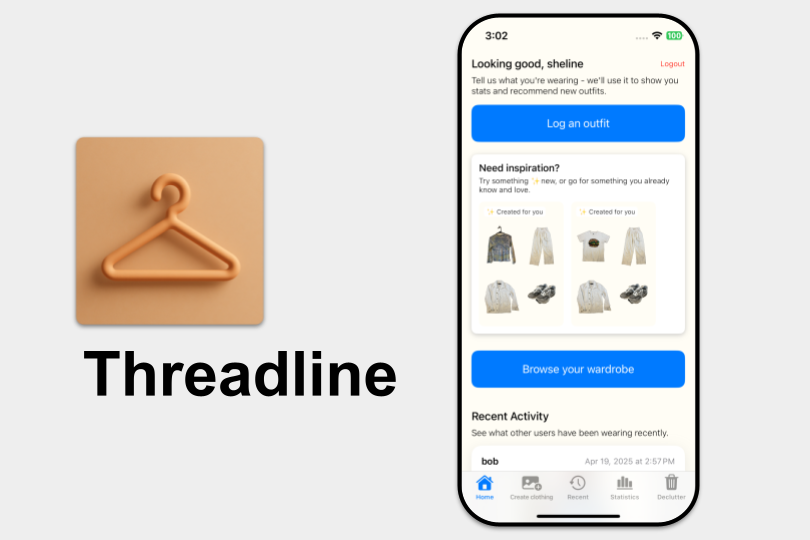 Threadline
3:02
100
Looking good, sheline
Logout
Tell us what you're wearing - we'll use it to show you
stats and recommend new outfits.
Log an outfit
Need inspiration?
Try something ✨ new, or go for something you already
know and love.
✨ Created for you
✨ Created for you
Browse your wardrobe
Recent Activity
See what other users have been wearing recently.
bob
Apr 19, 2025 at 2:57 PM
Home
Create clothing
Recent
Statistics
Declutter